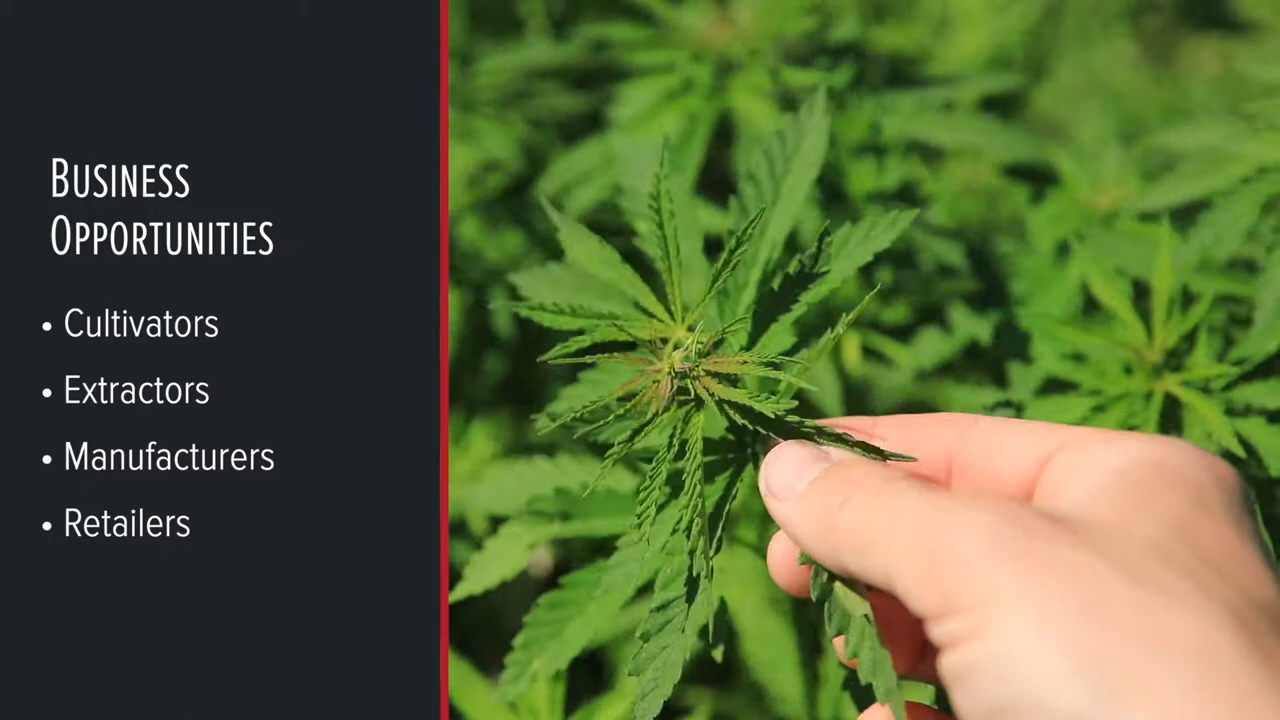 Business
Opportunities
• Cultivators
• Extractors
• Manufacturers
• Retailers